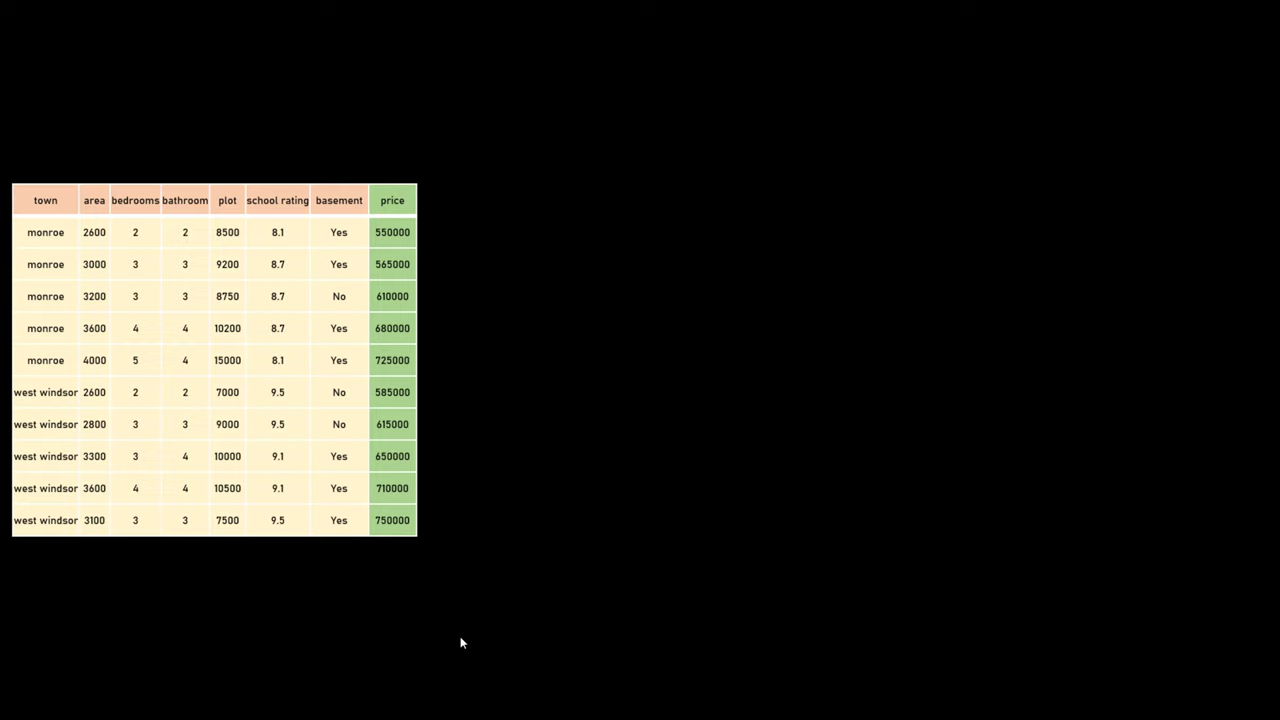 town area bedrooms bathroom plot school rating basement price
monroe 2600 2 2 8500 8.1 Yes 550000
monroe 3000 3 3 9200 8.7 Yes 565000
monroe 3200 3 3 8750 8.7 No 610000
monroe 3600 4 4 10200 8.7 Yes 680000
monroe 4000 5 4 15000 8.1 Yes 725000
west windsor 2600 2 2 7000 9.5 No 585000
west windsor 2800 3 3 9000 9.5 No 615000
west windsor 3300 3 4 10000 9.1 Yes 650000
west windsor 3600 4 4 10500 9.1 Yes 710000
west windsor 3100 3 3 7500 9.5 Yes 750000